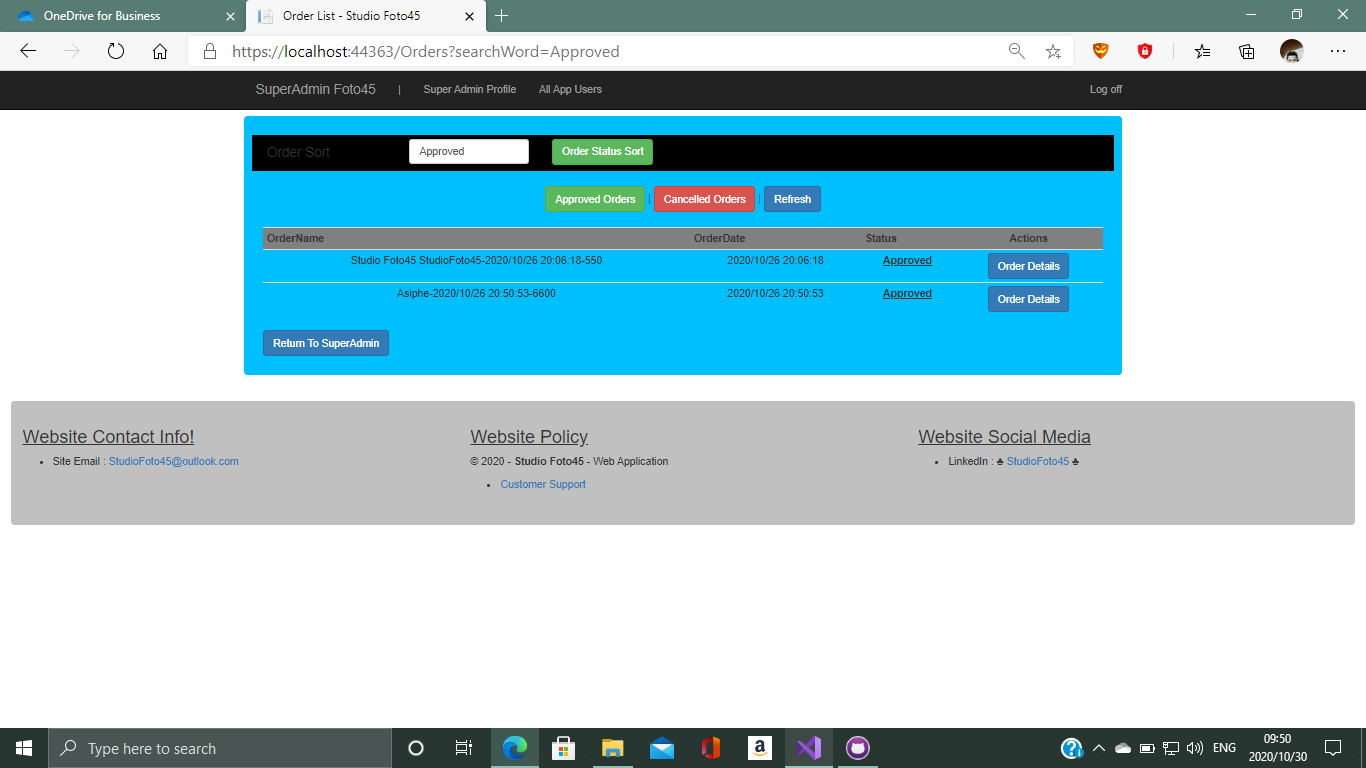 OneDrive for Business
Order List - Studio Foto45
https://localhost:44363/Orders?searchWord=Approved
SuperAdmin Foto45 | Super Admin Profile All App Users Log off
Order Sort Approved Order Status Sort
Approved Orders | Cancelled Orders | Refresh
OrderName OrderDate Status Actions
Studio Foto45 StudioFoto45-2020/10/26 20:06:18-550 2020/10/26 20:06:18 Approved Order Details
Asiphe-2020/10/26 20:50:53-6600 2020/10/26 20:50:53 Approved Order Details
Return To SuperAdmin
Website Contact Info!
Site Email : StudioFoto45@outlook.com
Website Policy
© 2020 - Studio Foto45 - Web Application
Customer Support
Website Social Media
LinkedIn : ♣ StudioFoto45 ♣
Type here to search
ENG
09:50
2020/10/30